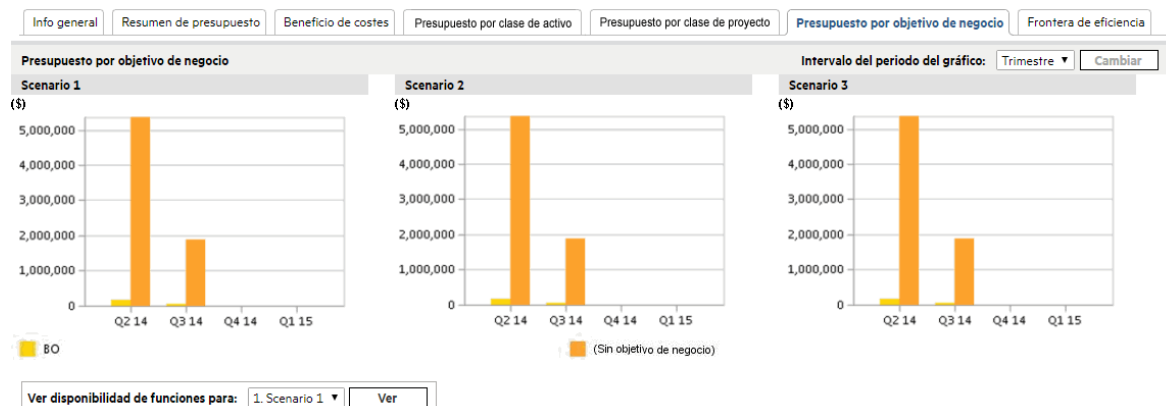 Info general Resumen de presupuesto Beneficio de costes Presupuesto por clase de activo Presupuesto por clase de proyecto Presupuesto por objetivo de negocio Frontera de eficiencia
Presupuesto por objetivo de negocio Intervalo del periodo del gráfico: Trimestre Cambiar
Scenario 1
($)
5,000,000
4,000,000
3,000,000
2,000,000
1,000,000
0
Q2 14 Q3 14 Q4 14 Q1 15
Scenario 2
($)
5,000,000
4,000,000
3,000,000
2,000,000
1,000,000
0
Q2 14 Q3 14 Q4 14 Q1 15
Scenario 3
($)
5,000,000
4,000,000
3,000,000
2,000,000
1,000,000
0
Q2 14 Q3 14 Q4 14 Q1 15
BO (Sin objetivo de negocio)
Ver disponibilidad de funciones para: 1. Scenario 1 Ver